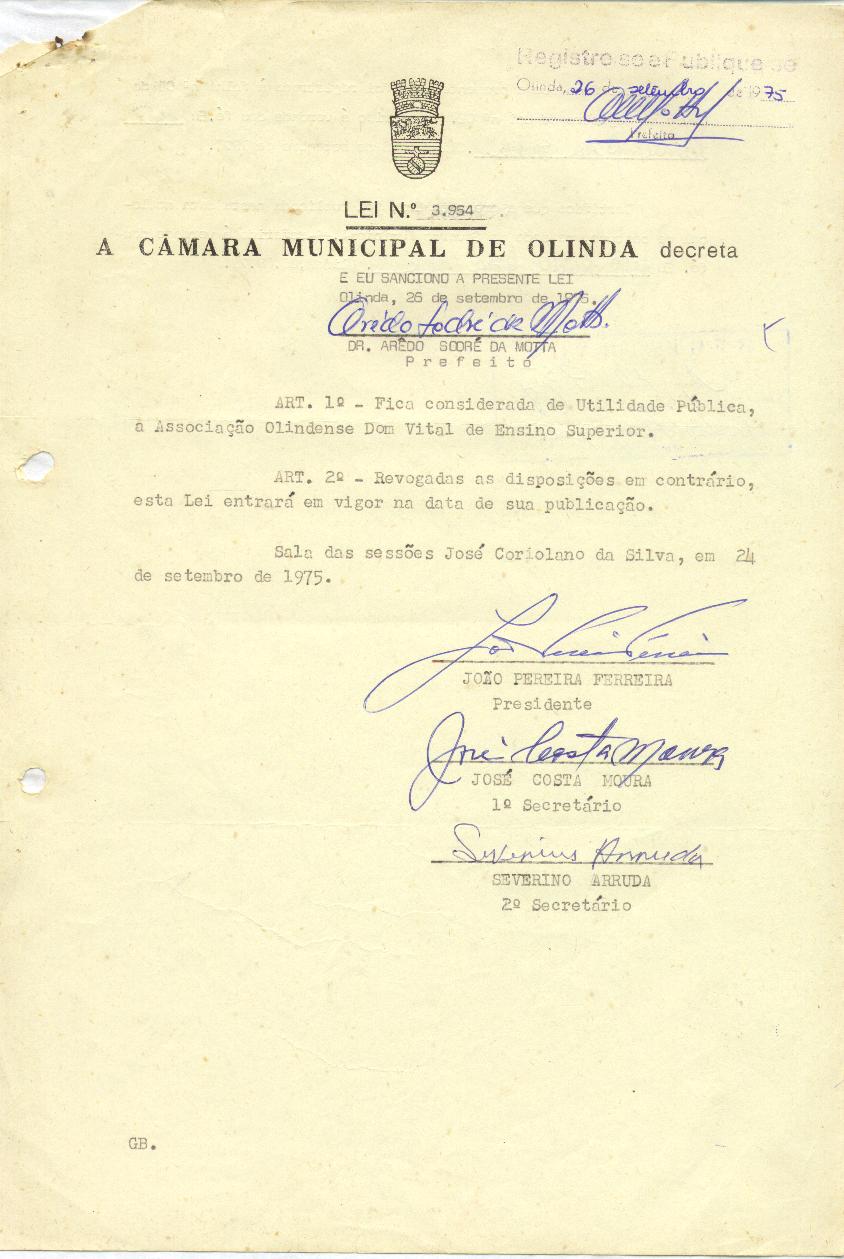 Registre se e Publique se
Olinda, 26 de setembro de 1975
Prefeito
LEI N.º 3.954
A CÂMARA MUNICIPAL DE OLINDA decreta
E EU SANCIONO A PRESENTE LEI
Olinda, 26 de setembro de 1975.
Arêdo Sodré da Motta.
DR. ARÊDO SODRÉ DA MOTTA
Prefeito
ART. 1º - Fica considerada de Utilidade Pública,
a Associação Olindense Dom Vital de Ensino Superior.
ART. 2º - Revogadas as disposições em contrário,
esta Lei entrará em vigor na data de sua publicação.
Sala das sessões José Coriolano da Silva, em 24
de setembro de 1975.
JOÃO PEREIRA FERREIRA
Presidente
José Costa Moura
JOSÉ COSTA MOURA
1º Secretário
Severino Arruda
SEVERINO ARRUDA
2º Secretário
GB.